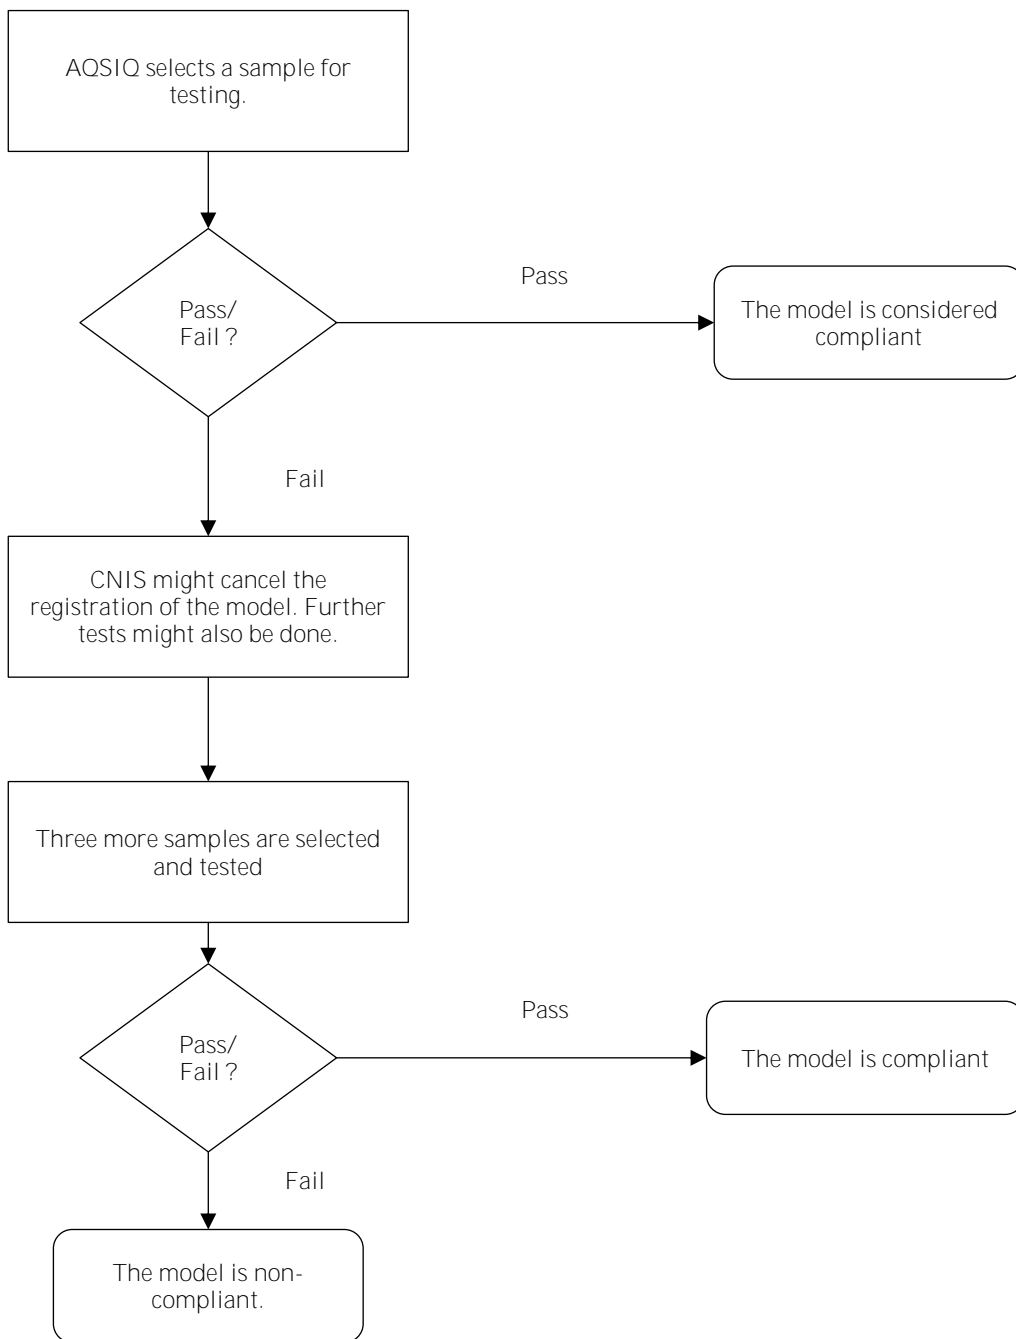 AQSIQ selects a sample for
testing.
Pass/
Fail ?
Pass
The model is considered
compliant
Fail
CNIS might cancel the
registration of the model. Further
tests might also be done.
Three more samples are selected
and tested
Pass/
Fail ?
Pass
The model is compliant
Fail
The model is non-
compliant.